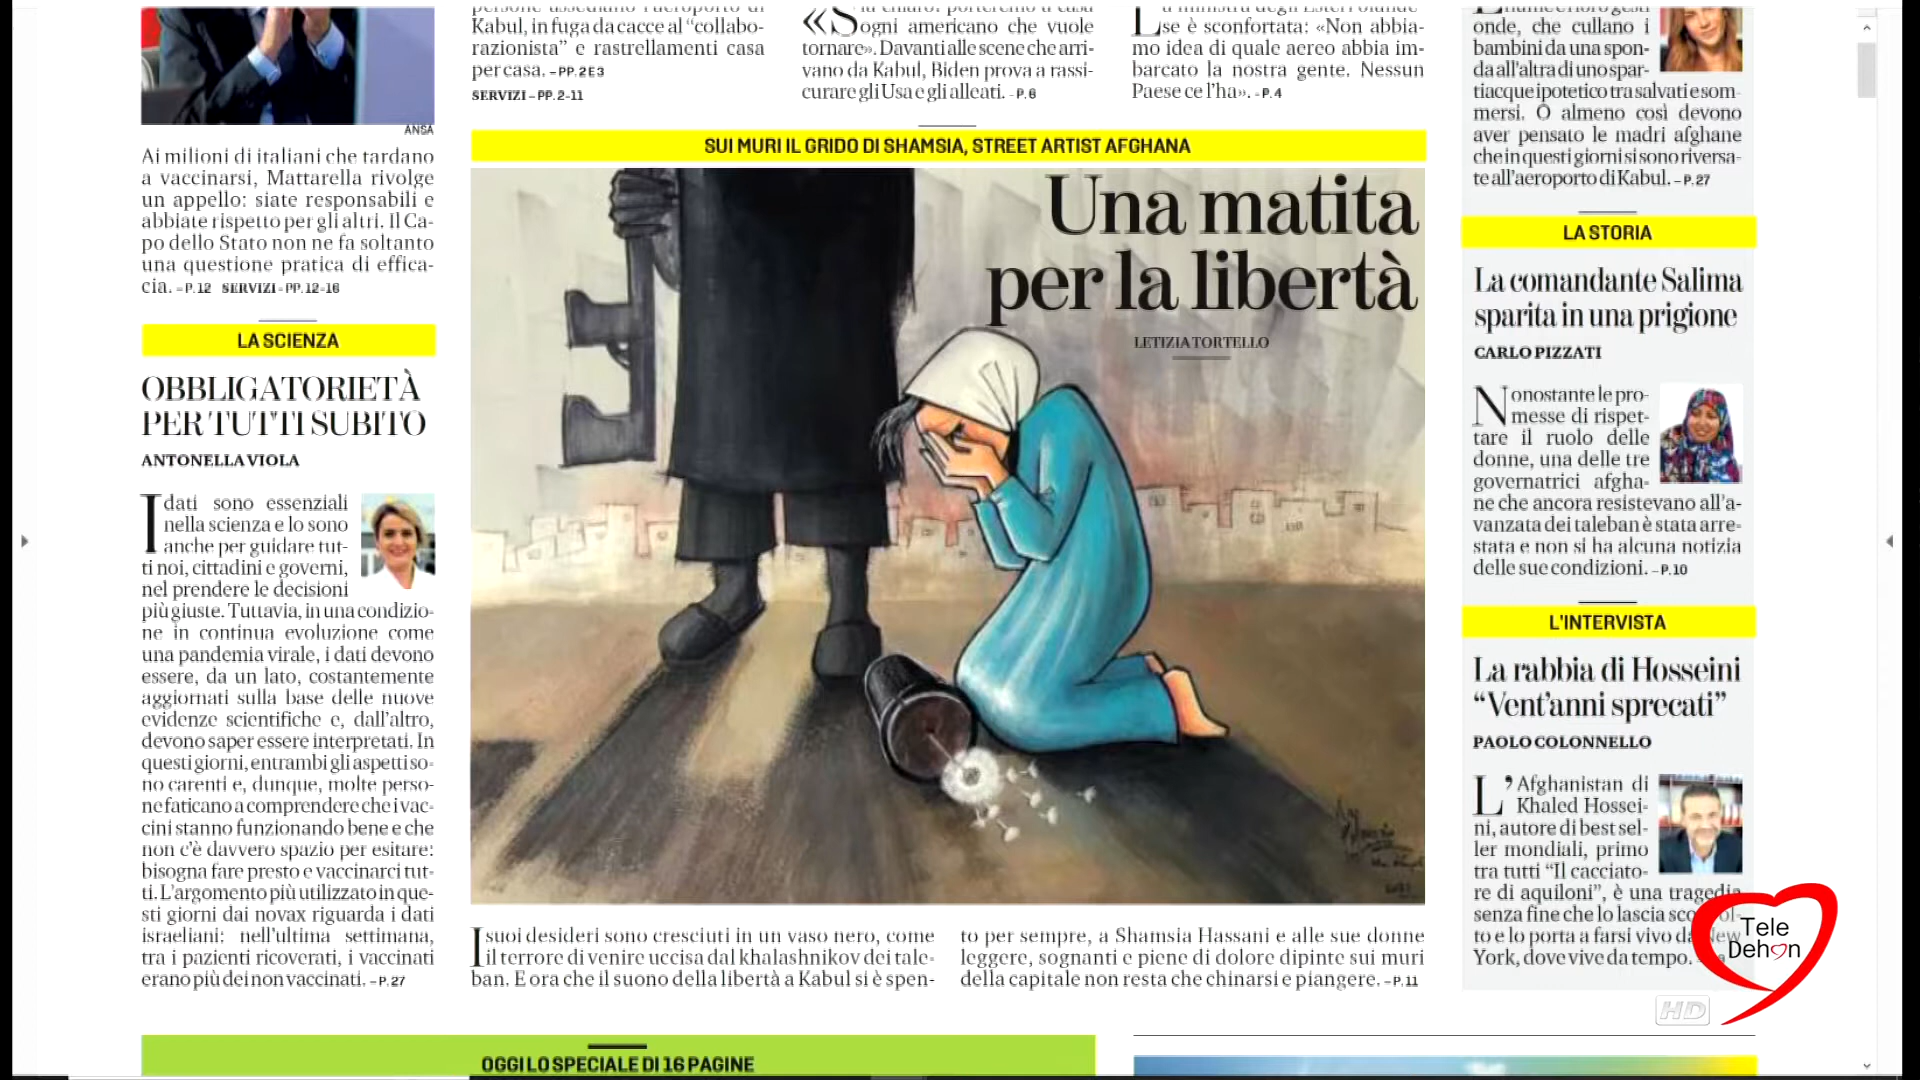 ANSA
Ai milioni di italiani che tardano
a vaccinarsi, Mattarella rivolge
un appello: siate responsabili e
abbiate rispetto per gli altri. Il Ca-
po dello Stato non ne fa soltanto
una questione pratica di effica-
cia. – P. 12 SERVIZI – PP. 12-16
LA SCIENZA
OBBLIGATORIETÀ
PER TUTTI SUBITO
ANTONELLA VIOLA
I dati sono essenziali
nella scienza e lo sono
anche per guidare tut-
ti noi, cittadini e governi,
nel prendere le decisioni
più giuste. Tuttavia, in una condizio-
ne in continua evoluzione come
una pandemia virale, i dati devono
essere, da un lato, costantemente
aggiornati sulla base delle nuove
evidenze scientifiche e, dall'altro,
devono saper essere interpretati. In
questi giorni, entrambi gli aspetti so-
no carenti e, dunque, molte perso-
ne faticano a comprendere che i vac-
cini stanno funzionando bene e che
non c'è davvero spazio per esitare:
bisogna fare presto e vaccinarci tut-
ti. L'argomento più utilizzato in que-
sti giorni dai novax riguarda i dati
israeliani: nell'ultima settimana,
tra i pazienti ricoverati, i vaccinati
erano più dei non vaccinati. – P. 27
persone assediano l'aeroporto di
Kabul, in fuga da cacce al “collabo-
razionista” e rastrellamenti casa
per casa. – PP. 2 E 3
SERVIZI – PP. 2-11
«Sia chiaro: porteremo a casa
ogni americano che vuole
tornare». Davanti alle scene che arri-
vano da Kabul, Biden prova a rassi-
curare gli Usa e gli alleati. – P. 6
La ministra degli Esteri olande-
se è sconfortata: «Non abbia-
mo idea di quale aereo abbia im-
barcato la nostra gente. Nessun
Paese ce l'ha». – P. 4
SUI MURI IL GRIDO DI SHAMSIA, STREET ARTIST AFGHANA
Una matita
per la libertà
LETIZIA TORTELLO
I suoi desideri sono cresciuti in un vaso nero, come
il terrore di venire uccisa dal khalashnikov dei tale-
ban. E ora che il suono della libertà a Kabul si è spen-
to per sempre, a Shamsia Hassani e alle sue donne
leggere, sognanti e piene di dolore dipinte sui muri
della capitale non resta che chinarsi e piangere. – P. 11
onde, che cullano i
bambini da una spon-
da all'altra di uno spar-
tiacque ipotetico tra salvati e som-
mersi. O almeno così devono
aver pensato le madri afghane
che in questi giorni si sono riversa-
te all'aeroporto di Kabul. – P. 27
LA STORIA
La comandante Salima
sparita in una prigione
CARLO PIZZATI
Nonostante le pro-
messe di rispet-
tare il ruolo delle
donne, una delle tre
governatrici afgha-
ne che ancora resistevano all'a-
vanzata dei taleban è stata arre-
stata e non si ha alcuna notizia
delle sue condizioni. – P. 10
L'INTERVISTA
La rabbia di Hosseini
“Vent'anni sprecati”
PAOLO COLONNELLO
L'Afghanistan di
Khaled Hossei-
ni, autore di best sel-
ler mondiali, primo
tra tutti “Il cacciato-
re di aquiloni”, è una tragedia
senza fine che lo lascia
to e lo porta a farsi vivo da New
York, dove vive da tempo.
Tele
Dehon
HD
OGGI LO SPECIALE DI 16 PAGINE